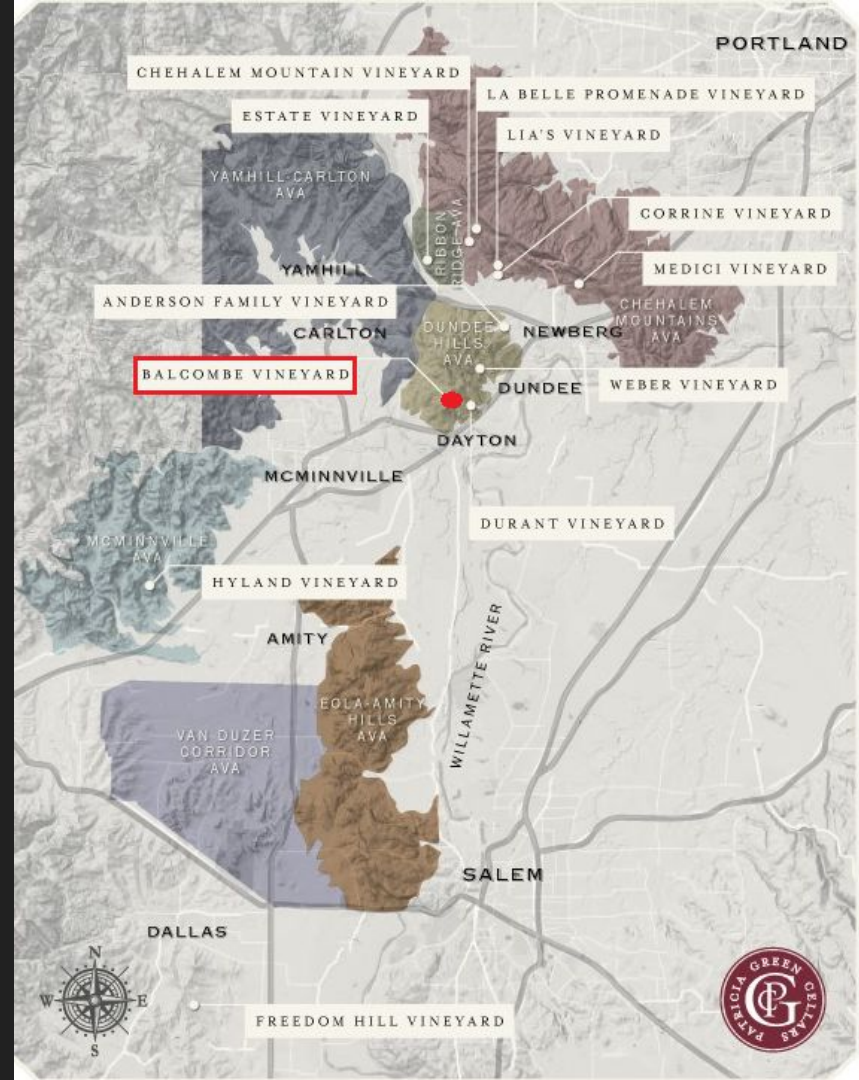 PORTLAND
CHEHALEM MOUNTAIN VINEYARD
LA BELLE PROMENADE VINEYARD
ESTATE VINEYARD
LIA'S VINEYARD
YAMHILL-CARLTON
AVA
CORRINE VINEYARD
RIBBON
RIDGE AVA
YAMHILL
MEDICI VINEYARD
ANDERSON FAMILY VINEYARD
CHEHALEM
MOUNTAINS
AVA
CARLTON
DUNDEE
HILLS
AVA
NEWBERG
BALCOMBE VINEYARD
DUNDEE
WEBER VINEYARD
DAYTON
MCMINNVILLE
DURANT VINEYARD
MCMINNVILLE
AVA
HYLAND VINEYARD
AMITY
WILLAMETTE RIVER
EOLA-AMITY
HILLS
AVA
VAN DUZER
CORRIDOR
AVA
SALEM
DALLAS
N
W
E
S
FREEDOM HILL VINEYARD
PATRICIA GREEN CELLARS
PG